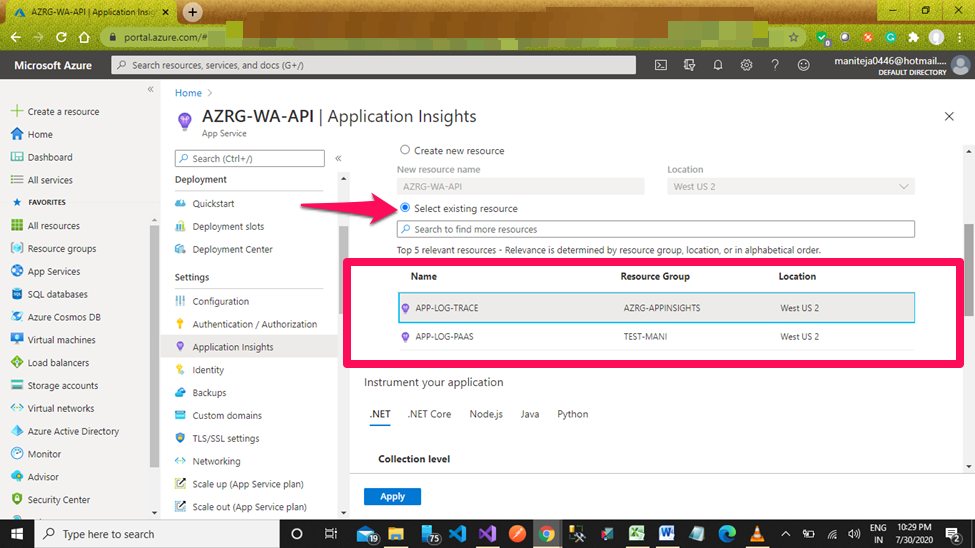 AZRG-WA-API | Application Insigh
portal.azure.com/#
Microsoft Azure
Search resources, services, and docs (G+/)
maniteja0446@hotmail....
DEFAULT DIRECTORY
Create a resource
Home
Dashboard
All services
FAVORITES
All resources
Resource groups
App Services
SQL databases
Azure Cosmos DB
Virtual machines
Load balancers
Storage accounts
Virtual networks
Azure Active Directory
Monitor
Advisor
Security Center
Home
AZRG-WA-API | Application Insights
App Service
Search (Ctrl+/)
Deployment
Quickstart
Deployment slots
Deployment Center
Settings
Configuration
Authentication / Authorization
Application Insights
Identity
Backups
Custom domains
TLS/SSL settings
Networking
Scale up (App Service plan)
Scale out (App Service plan)
Create new resource
New resource name Location
AZRG-WA-API West US 2
Select existing resource
Search to find more resources
Top 5 relevant resources - Relevance is determined by resource group, location, or in alphabetical order.
Name Resource Group Location
APP-LOG-TRACE AZRG-APPINSIGHTS West US 2
APP-LOG-PAAS TEST-MANI West US 2
Instrument your application
.NET .NET Core Node.js Java Python
Collection level
Apply
Type here to search
19
75
ENG
IN
10:29 PM
7/30/2020
2